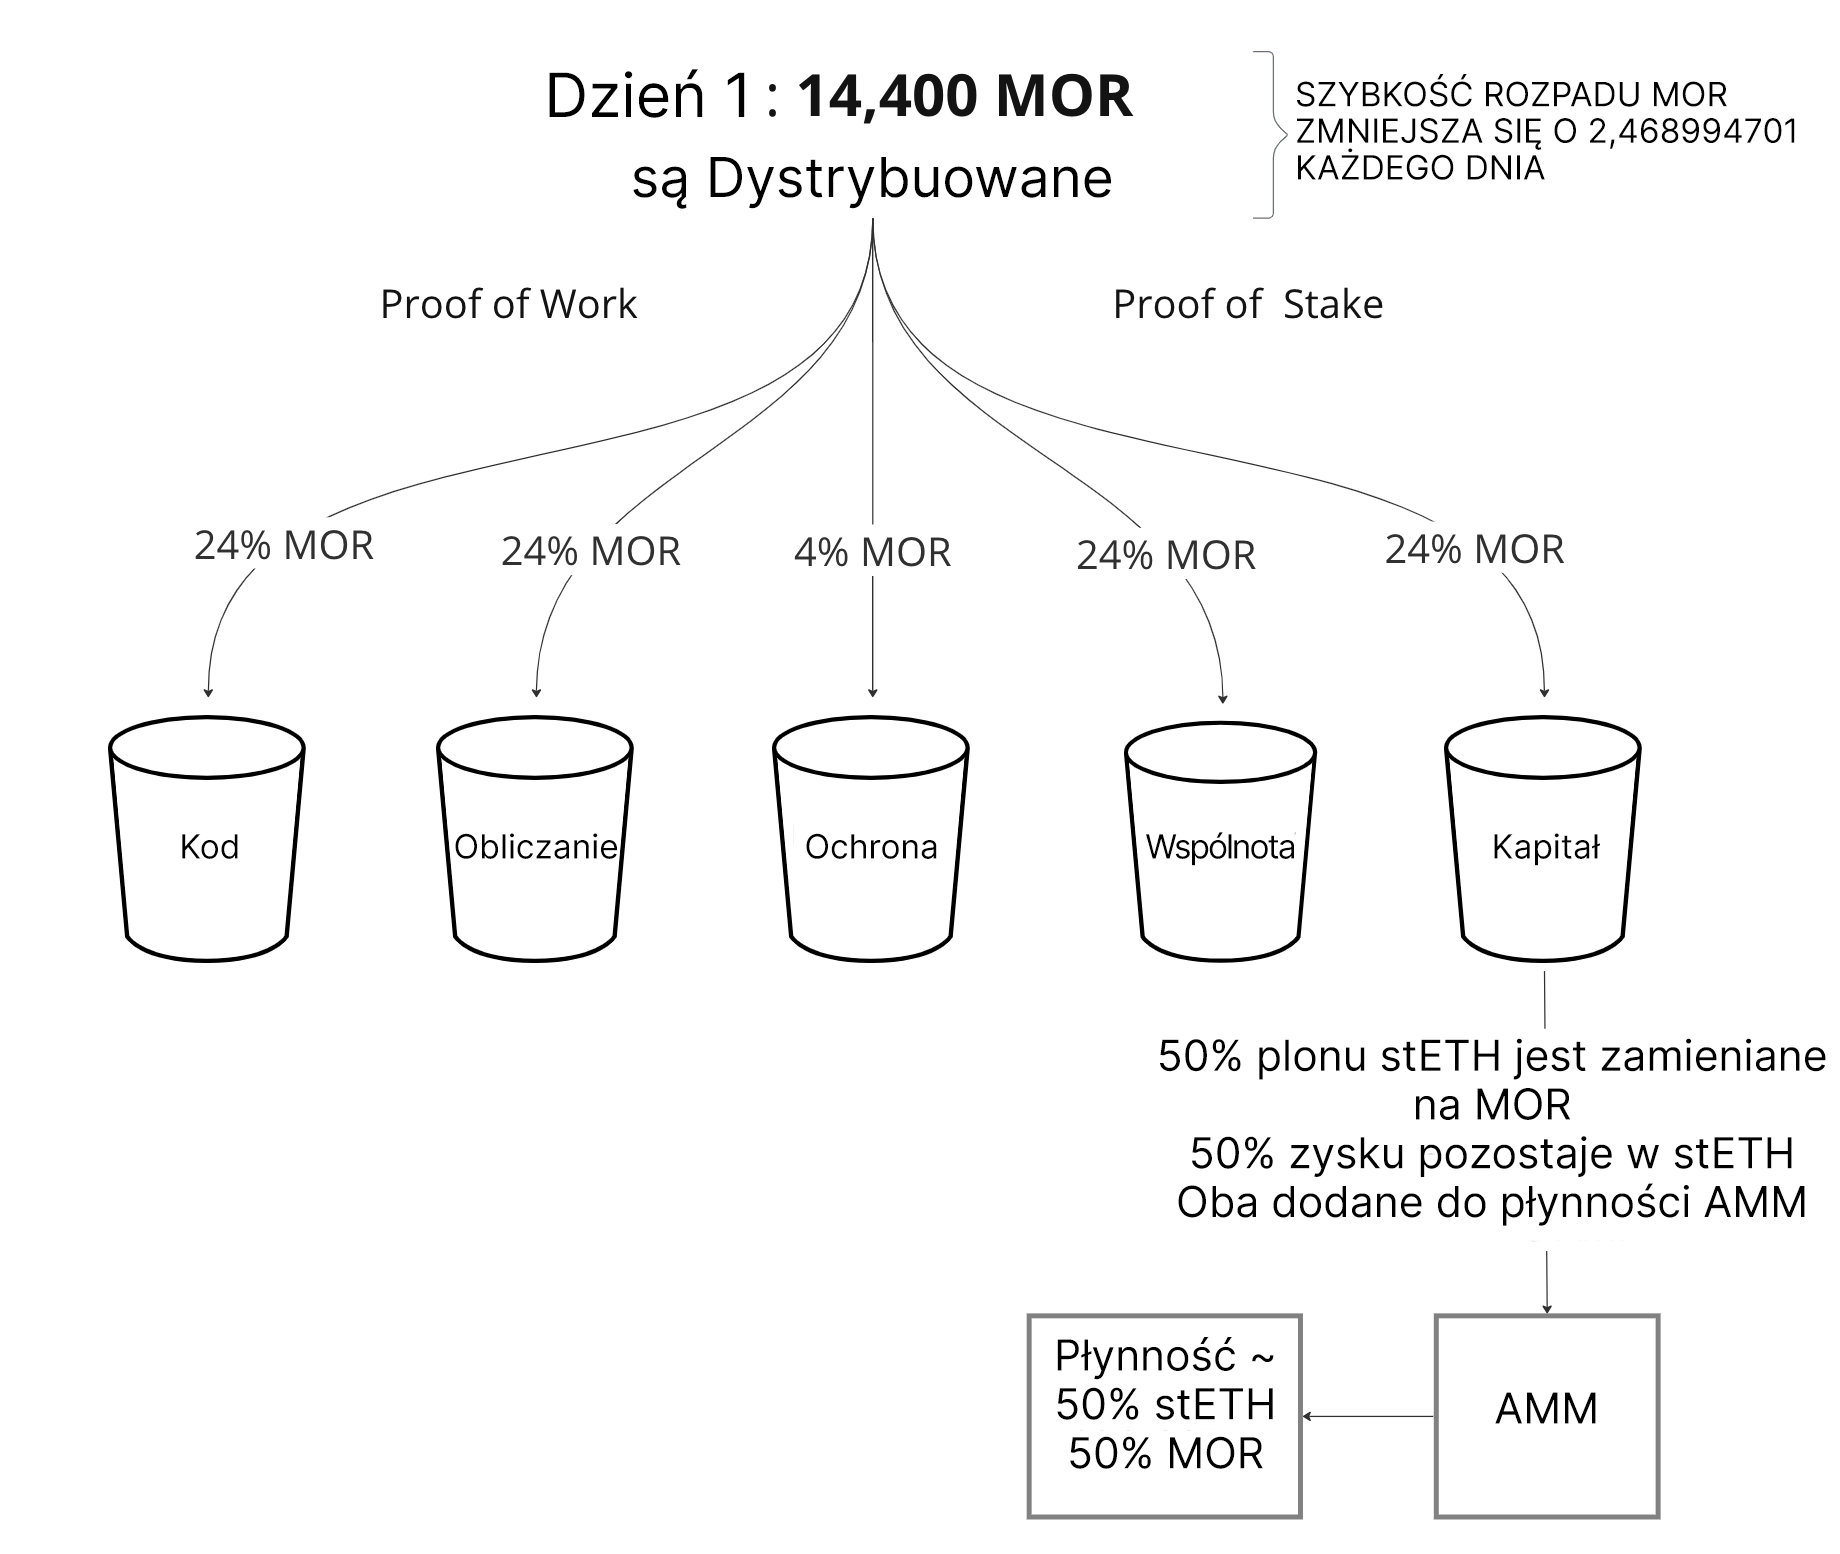 Dzień 1 : 14,400 MOR
są Dystrybuowane
SZYBKOŚĆ ROZPADU MOR
ZMNIEJSZA SIĘ O 2,468994701
KAŻDEGO DNIA
Proof of Work
Proof of Stake
24% MOR
24% MOR
4% MOR
24% MOR
24% MOR
Kod
Obliczanie
Ochrona
Wspólnota
Kapitał
50% plonu stETH jest zamieniane
na MOR
50% zysku pozostaje w stETH
Oba dodane do płynności AMM
Płynność ~
50% stETH
50% MOR
AMM